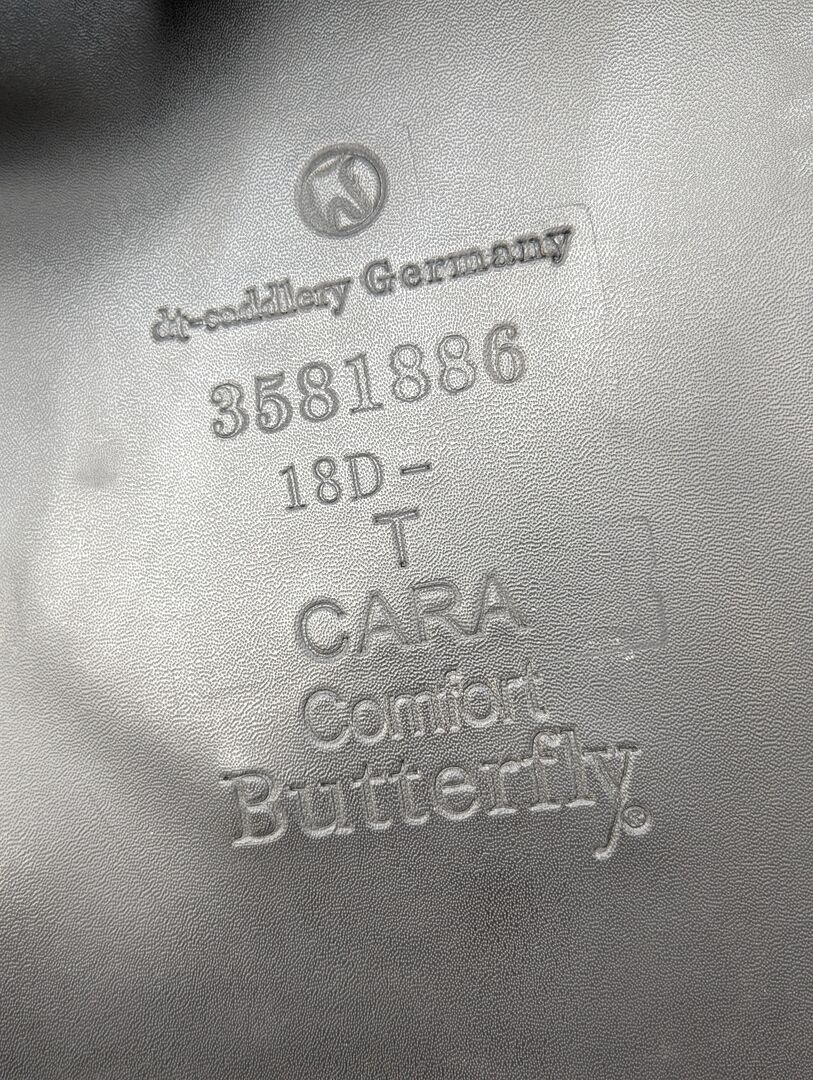 dt-saddlery Germany
3581886
18D-
T
CARA
Comfort
Butterfly®